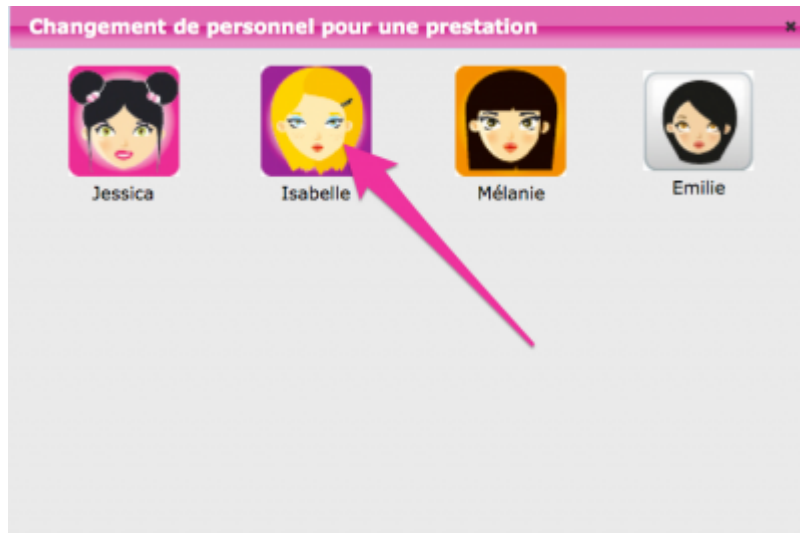 Changement de personnel pour une prestation
Jessica
Isabelle
Mélanie
Emilie